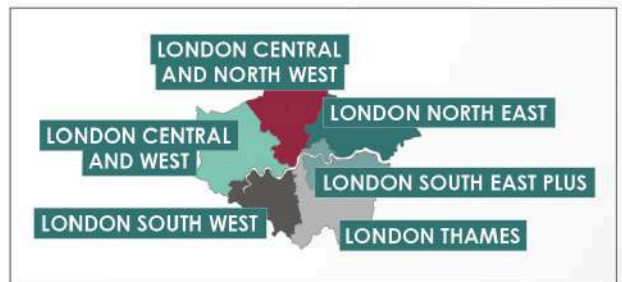 LONDON CENTRAL
AND NORTH WEST
LONDON NORTH EAST
LONDON CENTRAL
AND WEST
LONDON SOUTH EAST PLUS
LONDON SOUTH WEST
LONDON THAMES